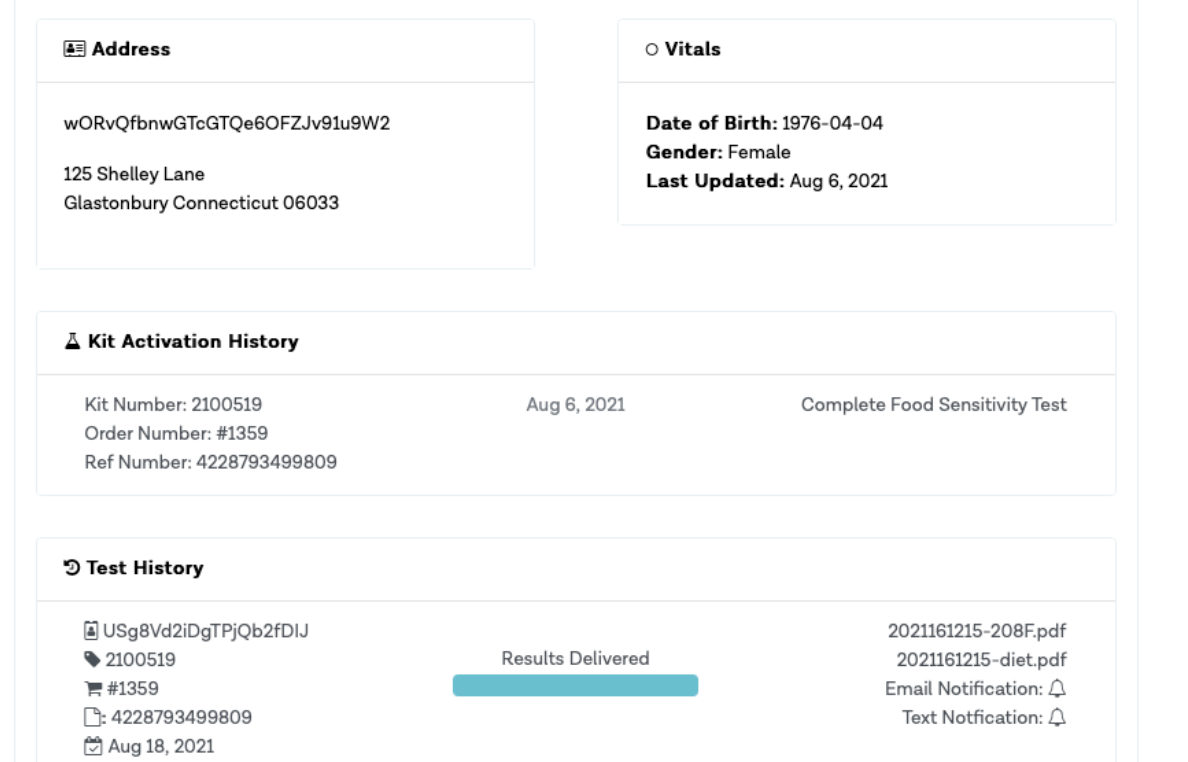 Address
wORvQfbnwGTcGTQe6OFZJv91u9W2
125 Shelley Lane
Glastonbury Connecticut 06033
Vitals
Date of Birth: 1976-04-04
Gender: Female
Last Updated: Aug 6, 2021
Kit Activation History
Kit Number: 2100519
Order Number: #1359
Ref Number: 4228793499809
Aug 6, 2021
Complete Food Sensitivity Test
Test History
USg8Vd2iDgTPjQb2fDIJ
2100519
#1359
: 4228793499809
Aug 18, 2021
Results Delivered
2021161215-208F.pdf
2021161215-diet.pdf
Email Notification:
Text Notfication: